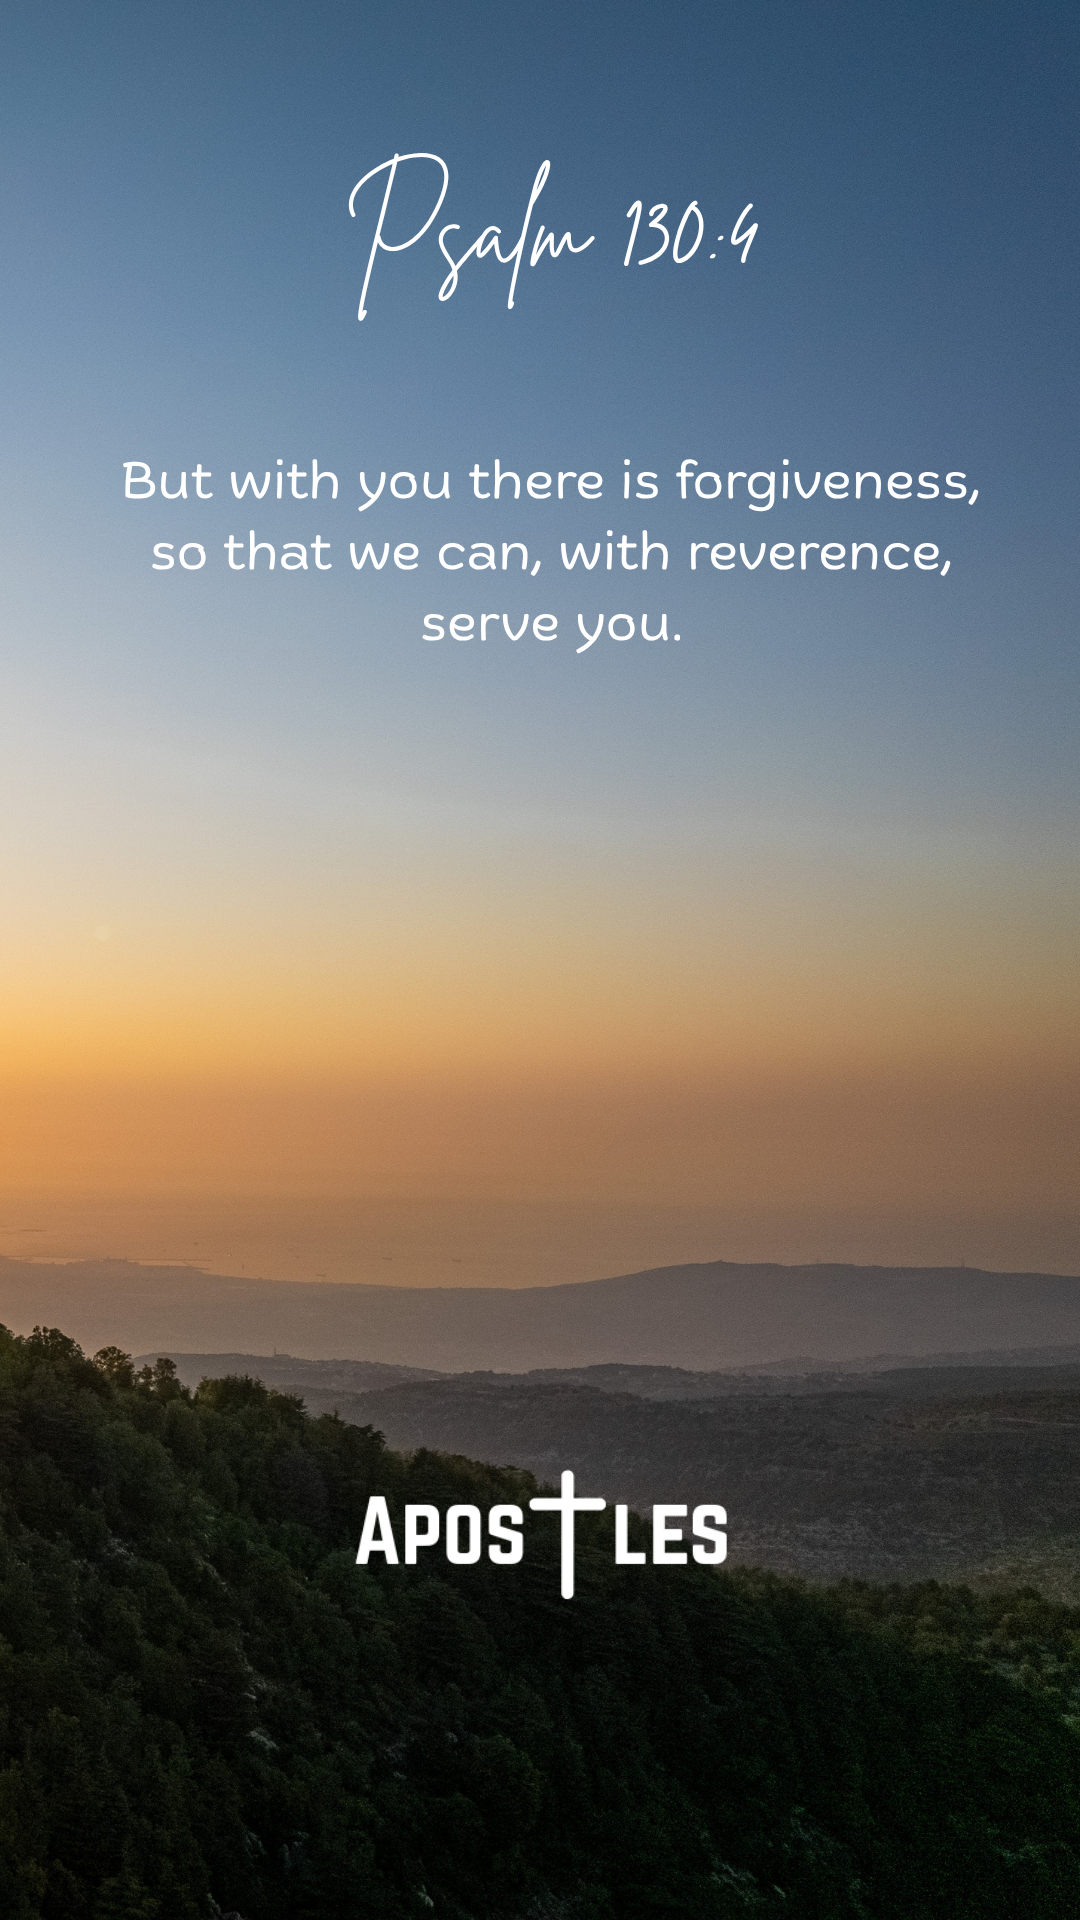 Psalm 130:4
But with you there is forgiveness,
so that we can, with reverence,
serve you.
APOSTLES